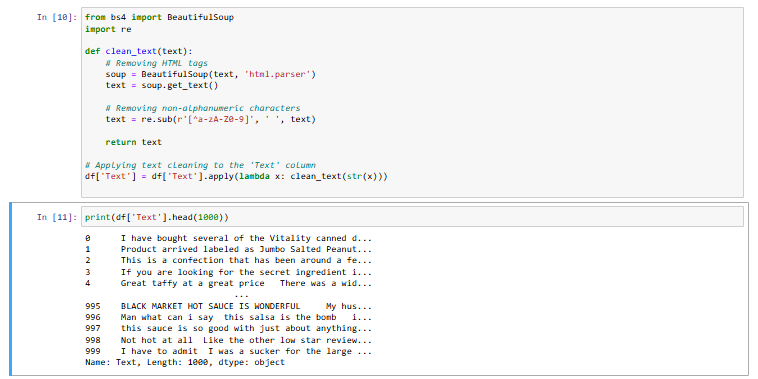 In [10]: from bs4 import BeautifulSoup
import re
def clean_text(text):
# Removing HTML tags
soup = BeautifulSoup(text, 'html.parser')
text = soup.get_text()
# Removing non-alphanumeric characters
text = re.sub(r'[^a-zA-Z0-9]', ' ', text)
return text
# Applying text cleaning to the 'Text' column
df['Text'] = df['Text'].apply(lambda x: clean_text(str(x)))
In [11]: print(df['Text'].head(1000))
0 I have bought several of the Vitality canned d...
1 Product arrived labeled as Jumbo Salted Peanut...
2 This is a confection that has been around a fe...
3 If you are looking for the secret ingredient i...
4 Great taffy at a great price There was a wid...
...
995 BLACK MARKET HOT SAUCE IS WONDERFUL My hus...
996 Man what can i say this salsa is the bomb i...
997 this sauce is so good with just about anything...
998 Not hot at all Like the other low star review...
999 I have to admit I was a sucker for the large ...
Name: Text, Length: 1000, dtype: object